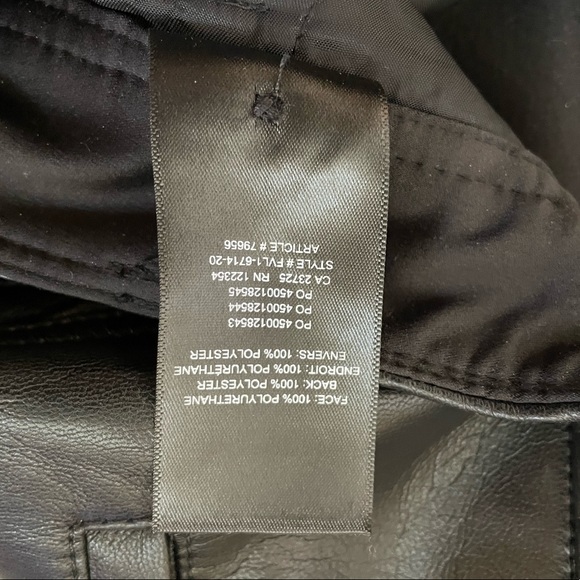 FACE: 100% POLYURETHANE
BACK: 100% POLYESTER
ENDROIT: 100% POLYURÉTHANE
ENVERS: 100% POLYESTER
PO 4500128543
PO 4500128544
PO 4500128545
CA 23725 RN 122354
STYLE # FVL1-6714-20
ARTICLE # 79656